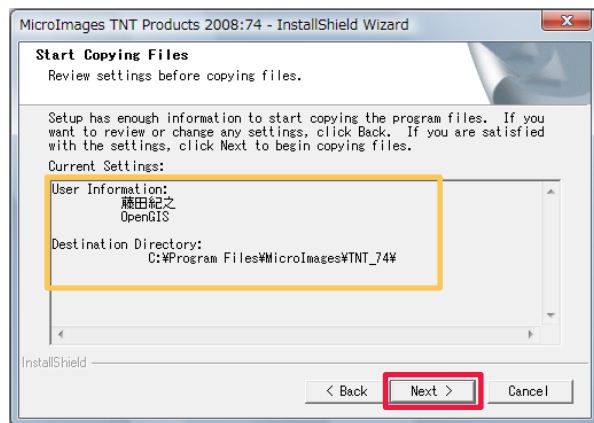 MicroImages TNT Products 2008:74 - InstallShield Wizard
Start Copying Files
Review settings before copying files.
Setup has enough information to start copying the program files. If you
want to review or change any settings, click Back. If you are satisfied
with the settings, click Next to begin copying files.
Current Settings:
User Information:
藤田紀之
OpenGIS
Destination Directory:
C:¥Program Files¥MicroImages¥TNT_74¥
InstallShield
< Back
Next >
Cancel